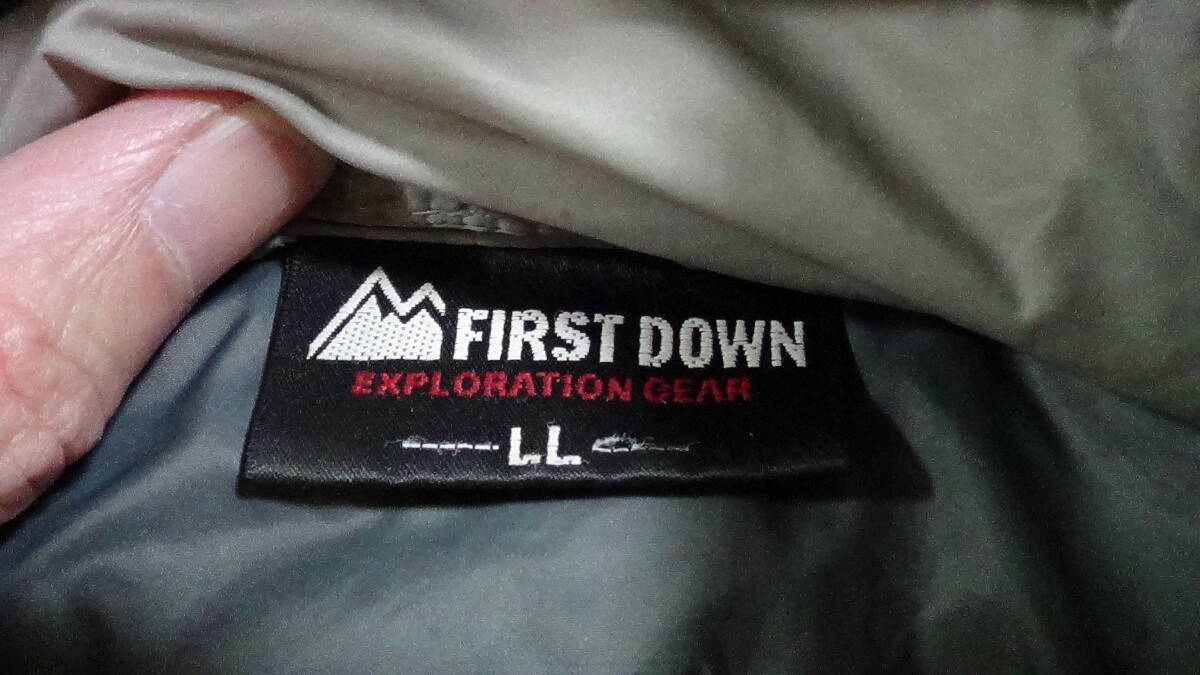 FIRST DOWN
EXPLORATION GEAR
LL